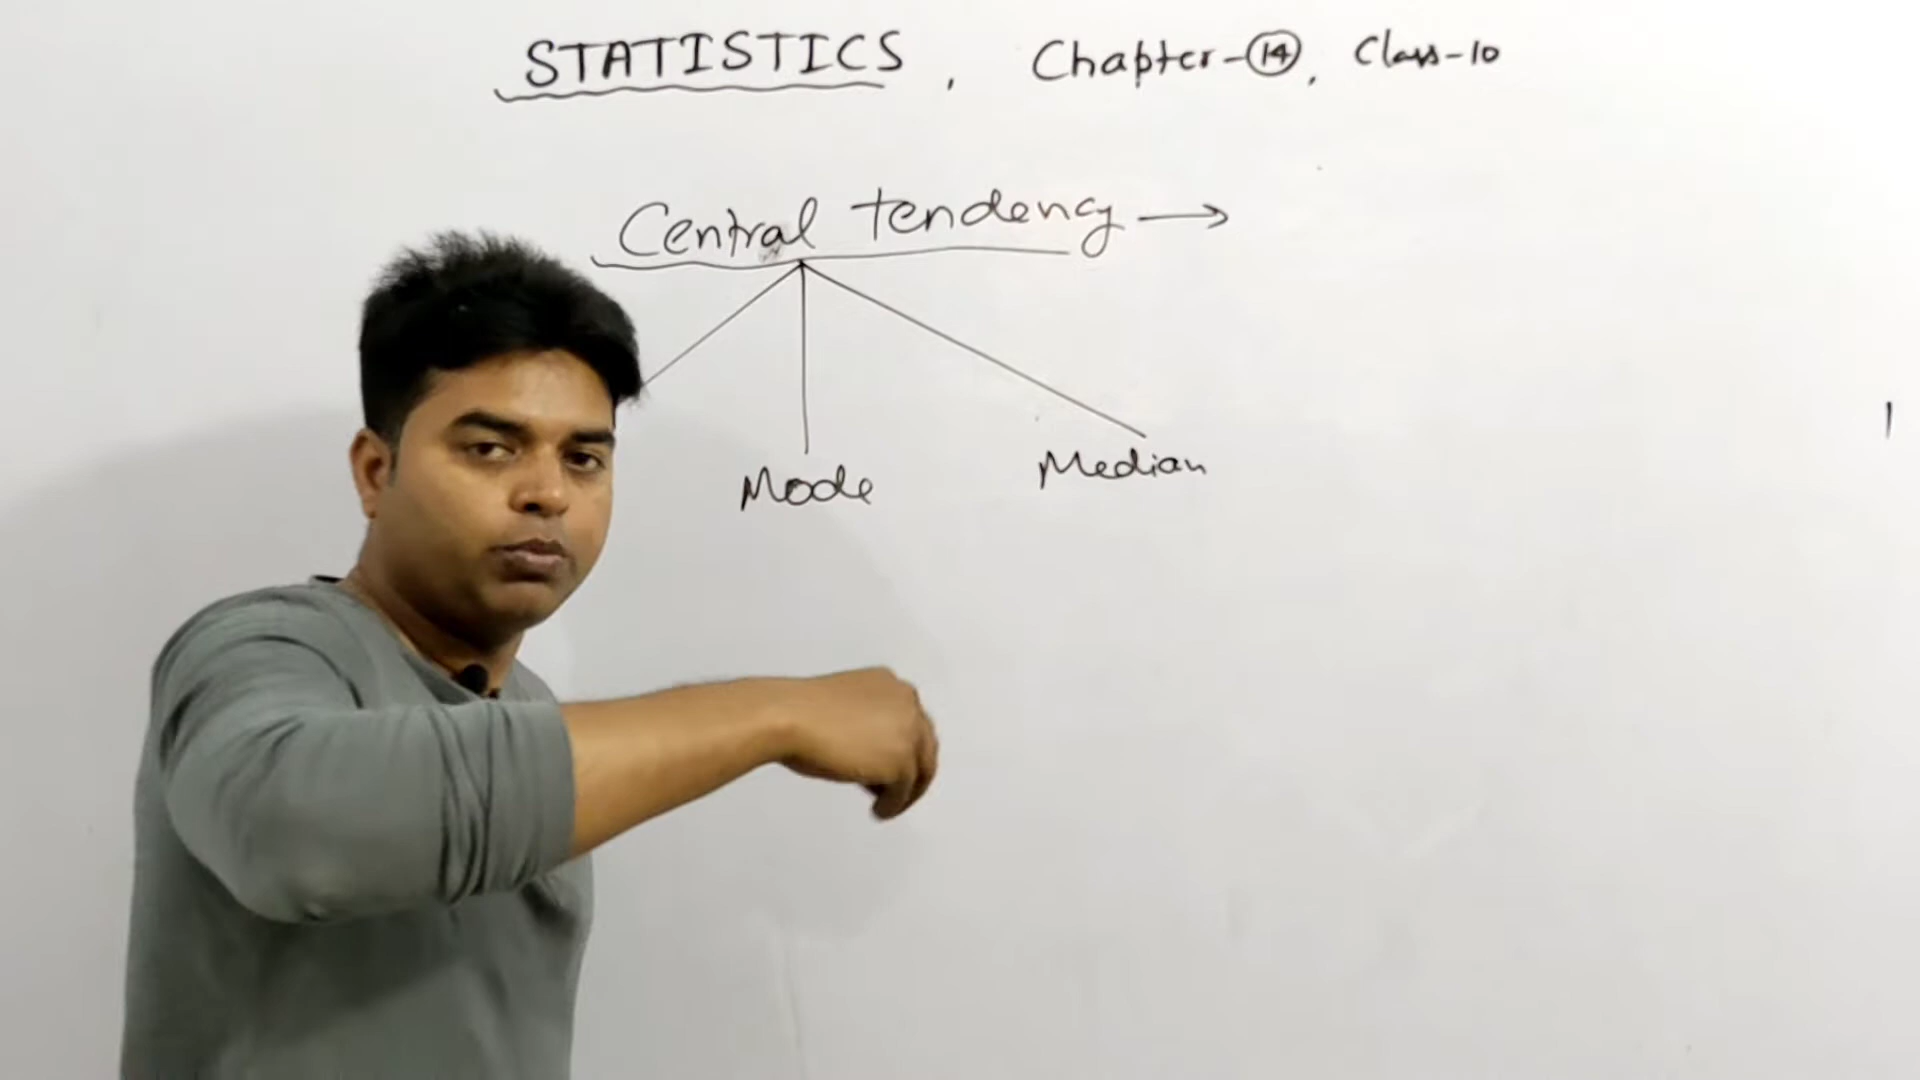 STATISTICS, Chapter-14, Class-10
Central tendency →
Mode Median